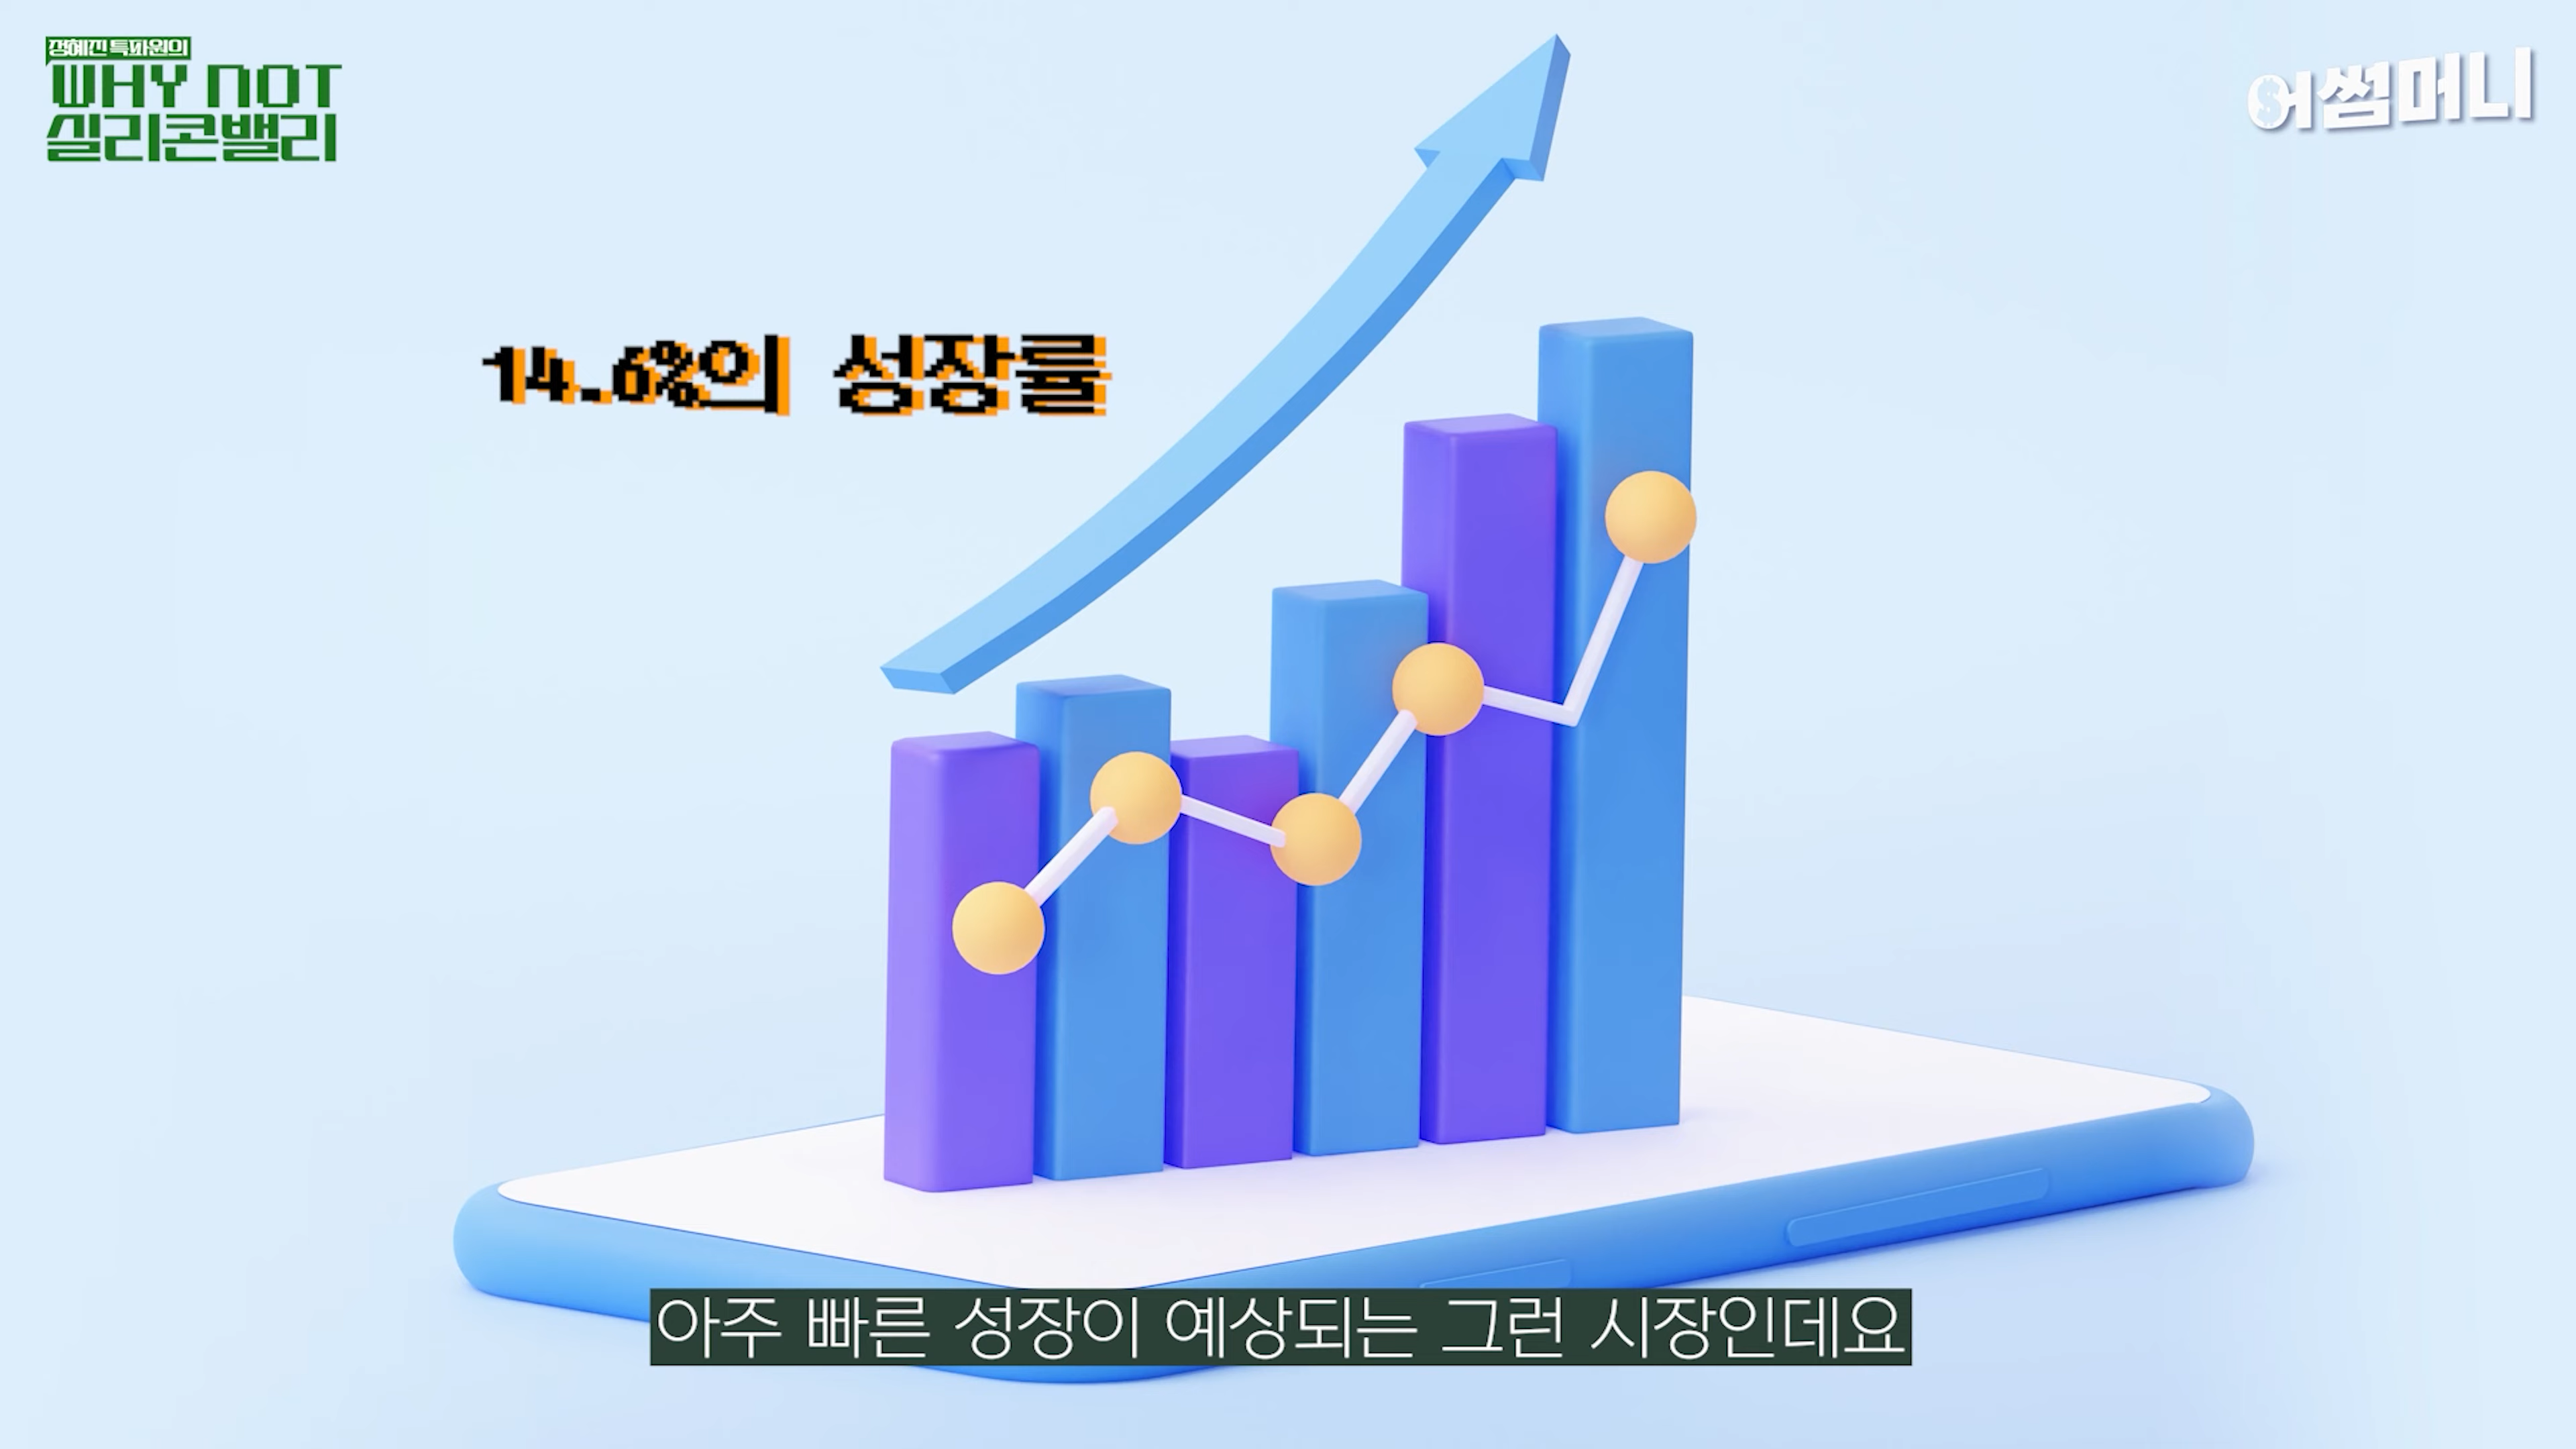 정혜진 특파원의
WHY NOT
실리콘밸리
어썸머니
14.6%의 성장률
아주 빠른 성장이 예상되는 그런 시장인데요